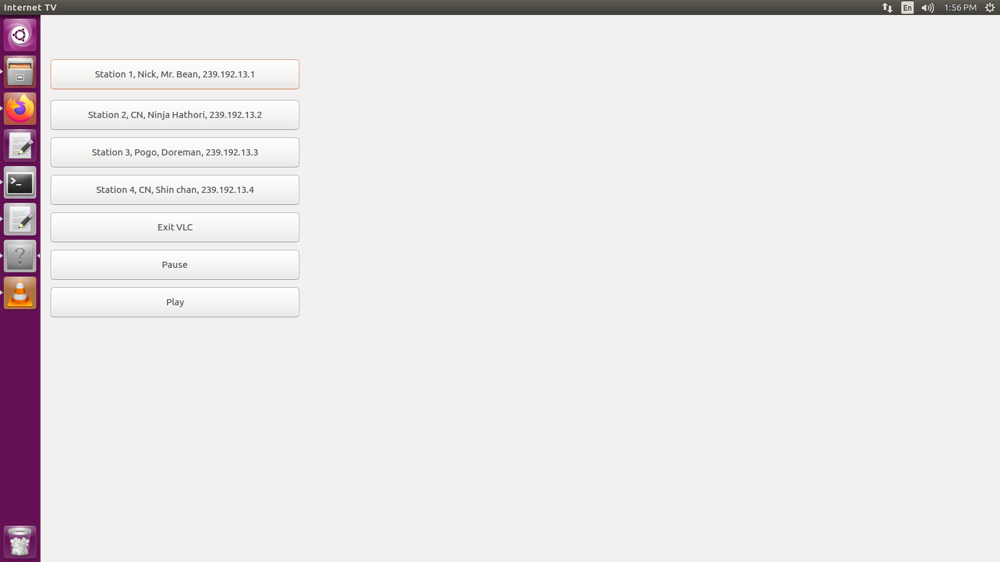 Internet TV
En
1:56 PM
Station 1, Nick, Mr. Bean, 239.192.13.1
Station 2, CN, Ninja Hathori, 239.192.13.2
Station 3, Pogo, Doreman, 239.192.13.3
Station 4, CN, Shin chan, 239.192.13.4
Exit VLC
Pause
Play